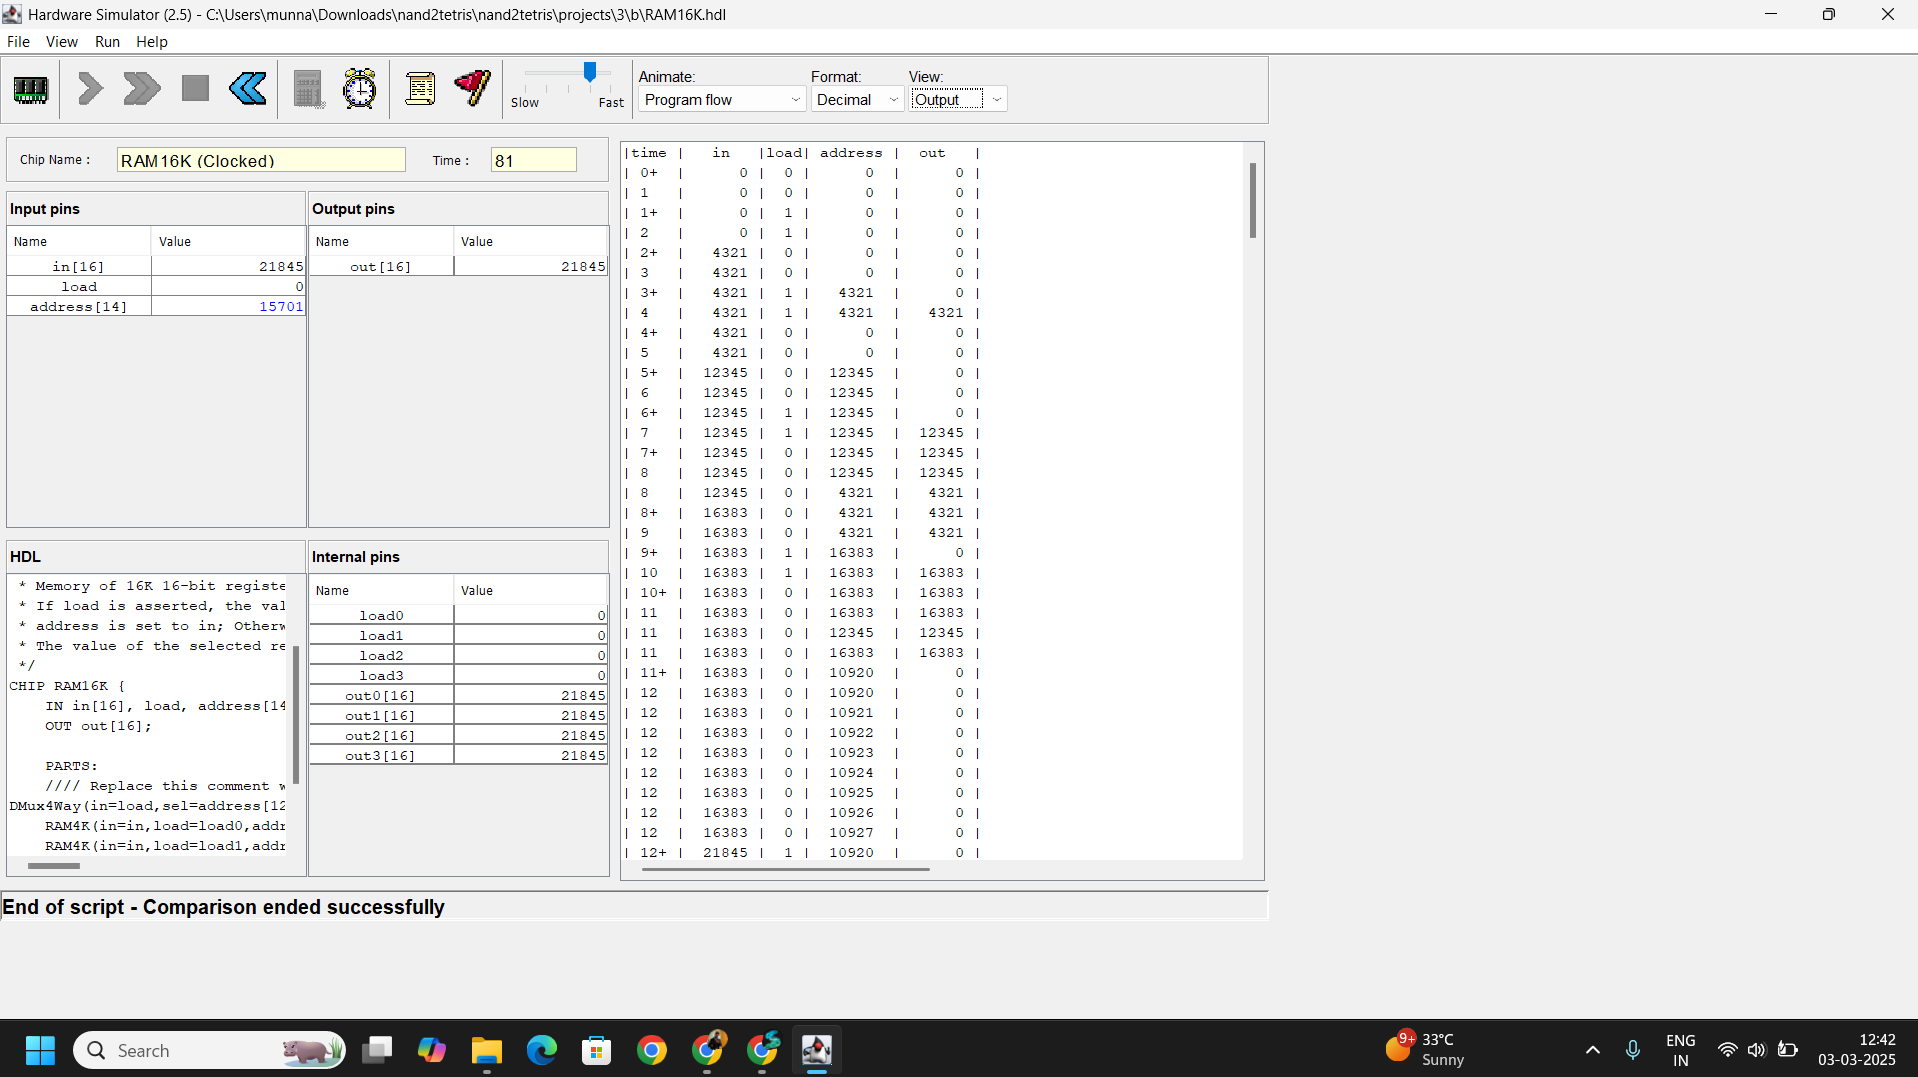 Hardware Simulator (2.5) - C:\Users\munna\Downloads\nand2tetris\nand2tetris\projects\3\b\RAM16K.hdl
File View Run Help
Slow Fast
Animate: Format: View:
Program flow Decimal Output
Chip Name : RAM16K (Clocked) Time : 81
Input pins
Name Value
in[16] 21845
load 0
address[14] 15701
Output pins
Name Value
out[16] 21845
HDL
* Memory of 16K 16-bit registe
* If load is asserted, the val
* address is set to in; Otherw
* The value of the selected re
*/
CHIP RAM16K {
IN in[16], load, address[14
OUT out[16];
PARTS:
//// Replace this comment w
DMux4Way(in=load,sel=address[12
RAM4K(in=in,load=load0,addr
RAM4K(in=in,load=load1,addr
Internal pins
Name Value
load0 0
load1 0
load2 0
load3 0
out0[16] 21845
out1[16] 21845
out2[16] 21845
out3[16] 21845
|time | in |load| address | out |
| 0+ | 0 | 0 | 0 | 0 |
| 1 | 0 | 0 | 0 | 0 |
| 1+ | 0 | 1 | 0 | 0 |
| 2 | 0 | 1 | 0 | 0 |
| 2+ | 4321 | 0 | 0 | 0 |
| 3 | 4321 | 0 | 0 | 0 |
| 3+ | 4321 | 1 | 4321 | 0 |
| 4 | 4321 | 1 | 4321 | 4321 |
| 4+ | 4321 | 0 | 0 | 0 |
| 5 | 4321 | 0 | 0 | 0 |
| 5+ | 12345 | 0 | 12345 | 0 |
| 6 | 12345 | 0 | 12345 | 0 |
| 6+ | 12345 | 1 | 12345 | 0 |
| 7 | 12345 | 1 | 12345 | 12345 |
| 7+ | 12345 | 0 | 12345 | 12345 |
| 8 | 12345 | 0 | 12345 | 12345 |
| 8 | 12345 | 0 | 4321 | 4321 |
| 8+ | 16383 | 0 | 4321 | 4321 |
| 9 | 16383 | 0 | 4321 | 4321 |
| 9+ | 16383 | 1 | 16383 | 0 |
| 10 | 16383 | 1 | 16383 | 16383 |
| 10+ | 16383 | 0 | 16383 | 16383 |
| 11 | 16383 | 0 | 16383 | 16383 |
| 11 | 16383 | 0 | 12345 | 12345 |
| 11 | 16383 | 0 | 16383 | 16383 |
| 11+ | 16383 | 0 | 10920 | 0 |
| 12 | 16383 | 0 | 10920 | 0 |
| 12 | 16383 | 0 | 10921 | 0 |
| 12 | 16383 | 0 | 10922 | 0 |
| 12 | 16383 | 0 | 10923 | 0 |
| 12 | 16383 | 0 | 10924 | 0 |
| 12 | 16383 | 0 | 10925 | 0 |
| 12 | 16383 | 0 | 10926 | 0 |
| 12 | 16383 | 0 | 10927 | 0 |
| 12+ | 21845 | 1 | 10920 | 0 |
End of script - Comparison ended successfully
Search
9+
33°C
Sunny
ENG
IN
12:42
03-03-2025